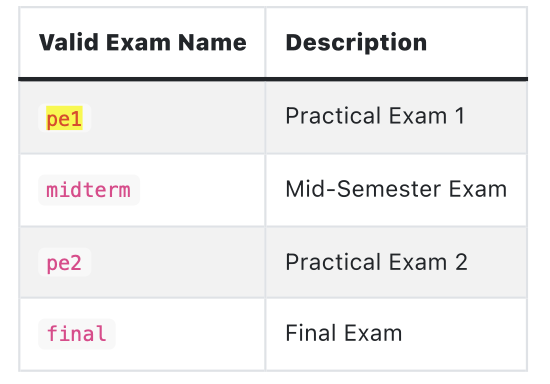 Valid Exam Name Description
pe1 Practical Exam 1
midterm Mid-Semester Exam
pe2 Practical Exam 2
final Final Exam